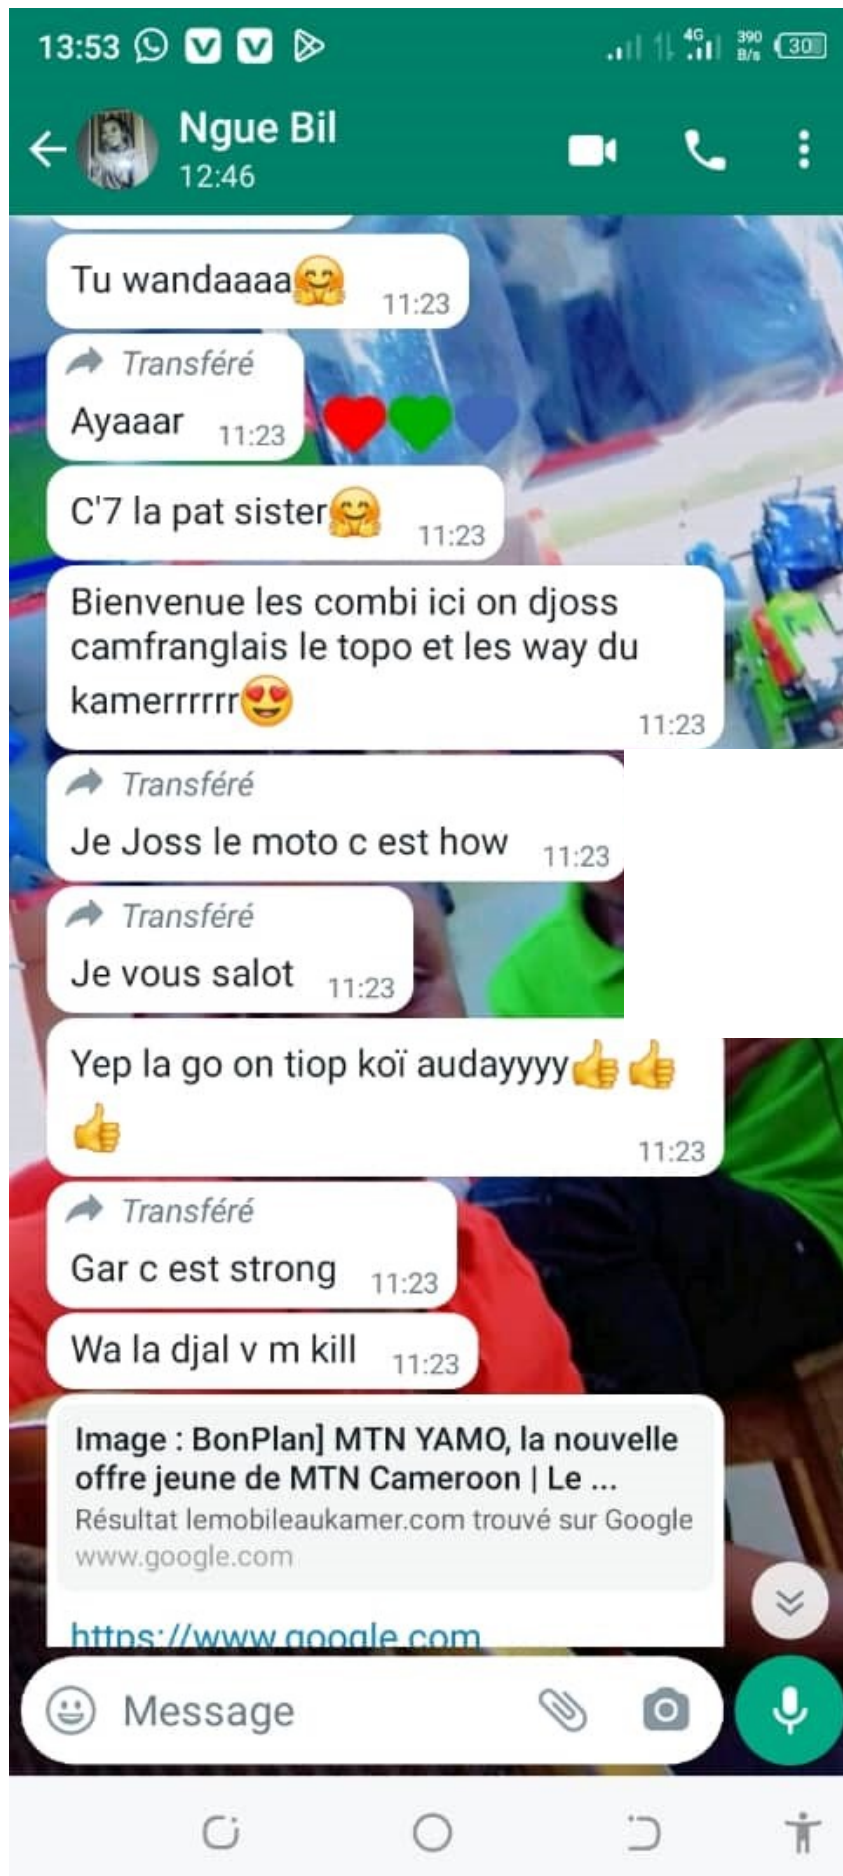 13:53
4G
390
B/s
30
Ngue Bil
12:46
Tu wandaaaa🤗
11:23
Transféré
Ayaaar 11:23
C'7 la pat sister🤗
11:23
Bienvenue les combi ici on djoss
camfranglais le topo et les way du
kamerrrrrr😍
11:23
Transféré
Je Joss le moto c est how 11:23
Transféré
Je vous salot 11:23
Yep la go on tiop koï audayyyy👍👍
👍
11:23
Transféré
Gar c est strong 11:23
Wa la djal v m kill 11:23
Image : BonPlan] MTN YAMO, la nouvelle
offre jeune de MTN Cameroon | Le ...
Résultat lemobileaukamer.com trouvé sur Google
www.google.com
https://www.google.com
Message